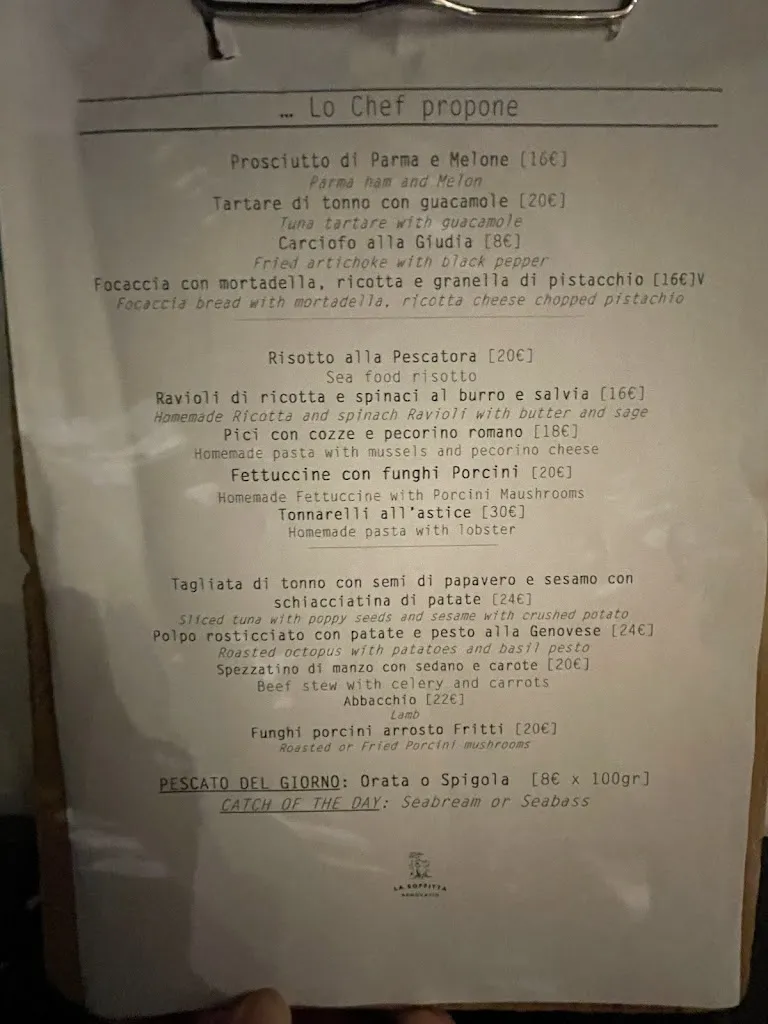 … Lo Chef propone
Prosciutto di Parma e Melone [16€]
Parma ham and Melon
Tartare di tonno con guacamole [20€]
Tuna tartare with guacamole
Carciofo alla Giudia [8€]
Fried artichoke with black pepper
Focaccia con mortadella, ricotta e granella di pistacchio [16€]V
Focaccia bread with mortadella, ricotta cheese chopped pistachio
Risotto alla Pescatora [20€]
Sea food risotto
Ravioli di ricotta e spinaci al burro e salvia [16€]
Homemade Ricotta and spinach Ravioli with butter and sage
Pici con cozze e pecorino romano [18€]
Homemade pasta with mussels and pecorino cheese
Fettuccine con funghi Porcini [20€]
Homemade Fettuccine with Porcini Maushrooms
Tonnarelli all'astice [30€]
Homemade pasta with lobster
Tagliata di tonno con semi di papavero e sesamo con
schiacciatina di patate [24€]
Sliced tuna with poppy seeds and sesame with crushed potato
Polpo rosticciato con patate e pesto alla Genovese [24€]
Roasted octopus with patatoes and basil pesto
Spezzatino di manzo con sedano e carote [20€]
Beef stew with celery and carrots
Abbacchio [22€]
Lamb
Funghi porcini arrosto Fritti [20€]
Roasted or Fried Porcini mushrooms
PESCATO DEL GIORNO: Orata o Spigola [8€ x 100gr]
CATCH OF THE DAY: Seabream or Seabass
LA SOFFITTA